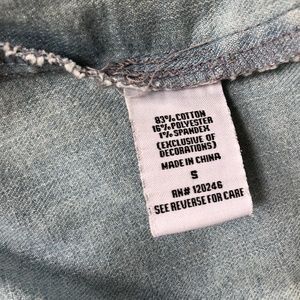 83% COTTON
16% POLYESTER
1% SPANDEX
(EXCLUSIVE OF
DECORATIONS)
MADE IN CHINA
S
RN# 120246
SEE REVERSE FOR CARE